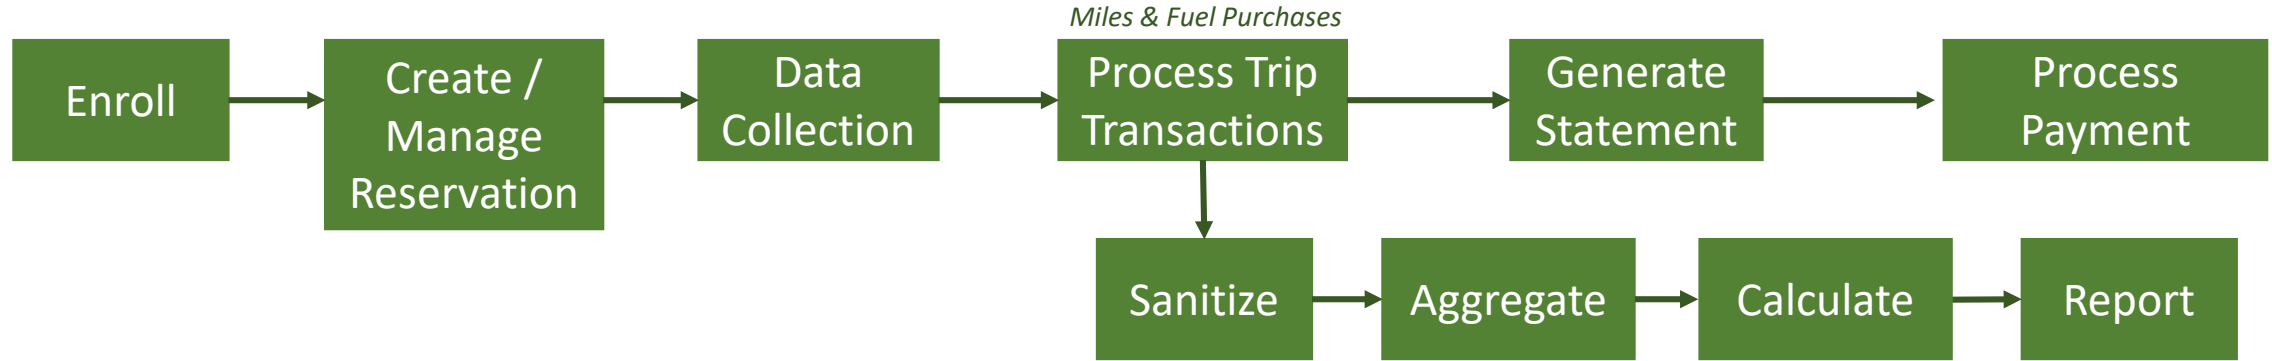 Miles & Fuel Purchases
Enroll
Create /
Manage
Reservation
Data
Collection
Process Trip
Transactions
Generate
Statement
Process
Payment
Sanitize
Aggregate
Calculate
Report